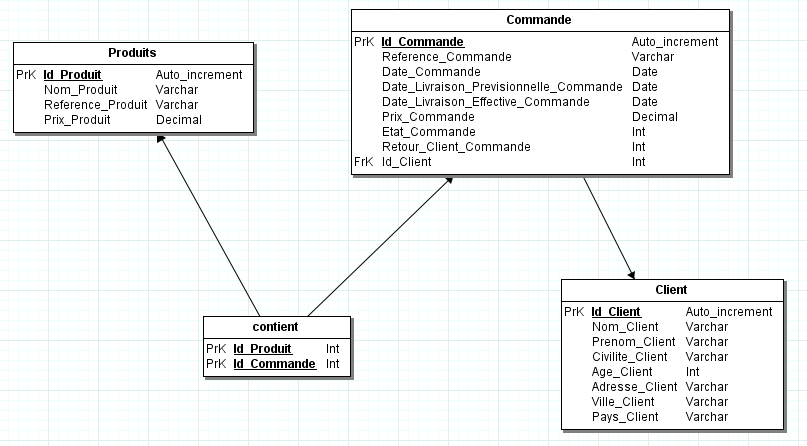 Produits
PrK Id_Produit Auto_increment
Nom_Produit Varchar
Reference_Produit Varchar
Prix_Produit Decimal
Commande
PrK Id_Commande Auto_increment
Reference_Commande Varchar
Date_Commande Date
Date_Livraison_Previsionnelle_Commande Date
Date_Livraison_Effective_Commande Date
Prix_Commande Decimal
Etat_Commande Int
Retour_Client_Commande Int
FrK Id_Client Int
contient
PrK Id_Produit Int
PrK Id_Commande Int
Client
PrK Id_Client Auto_increment
Nom_Client Varchar
Prenom_Client Varchar
Civilite_Client Varchar
Age_Client Int
Adresse_Client Varchar
Ville_Client Varchar
Pays_Client Varchar